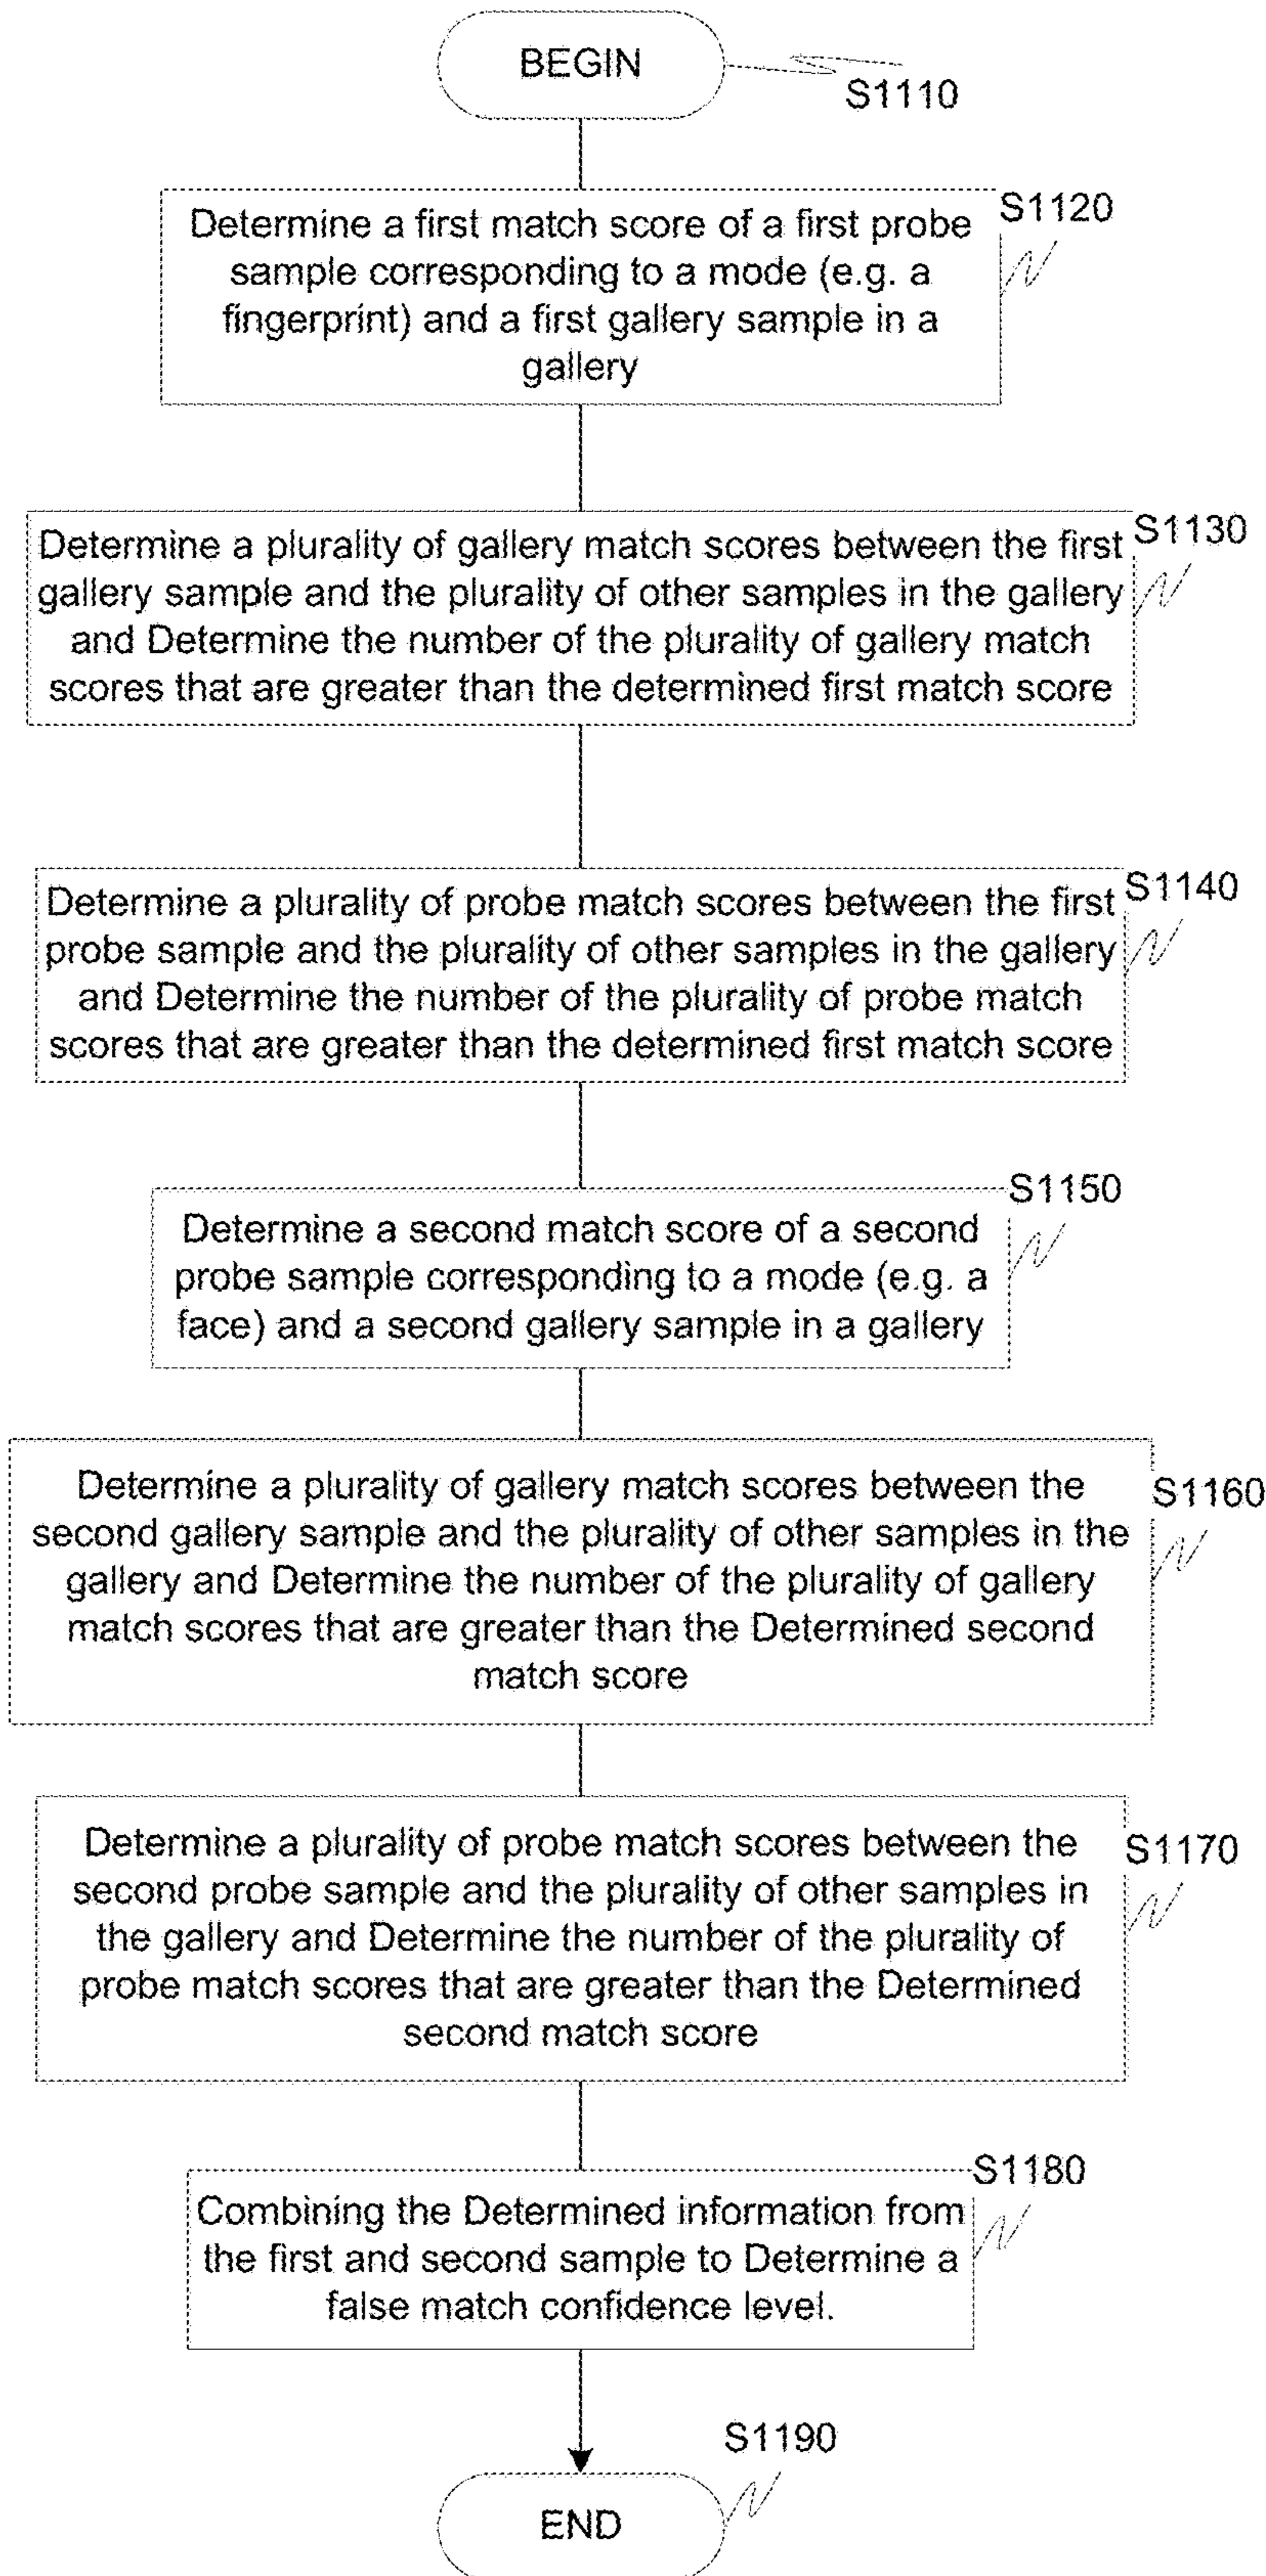 BEGIN
S1110
S1120
Determine a first match score of a first probe
sample corresponding to a mode (e.g. a
fingerprint) and a first gallery sample in a
gallery
S1130
Determine a plurality of gallery match scores between the first
gallery sample and the plurality of other samples in the gallery
and Determine the number of the plurality of gallery match
scores that are greater than the determined first match score
S1140
Determine a plurality of probe match scores between the first
probe sample and the plurality of other samples in the gallery
and Determine the number of the plurality of probe match
scores that are greater than the determined first match score
S1150
Determine a second match score of a second
probe sample corresponding to a mode (e.g. a
face) and a second gallery sample in a gallery
S1160
Determine a plurality of gallery match scores between the
second gallery sample and the plurality of other samples in the
gallery and Determine the number of the plurality of gallery
match scores that are greater than the Determined second
match score
S1170
Determine a plurality of probe match scores between the
second probe sample and the plurality of other samples in
the gallery and Determine the number of the plurality of
probe match scores that are greater than the Determined
second match score
S1180
Combining the Determined information from
the first and second sample to Determine a
false match confidence level.
S1190
END